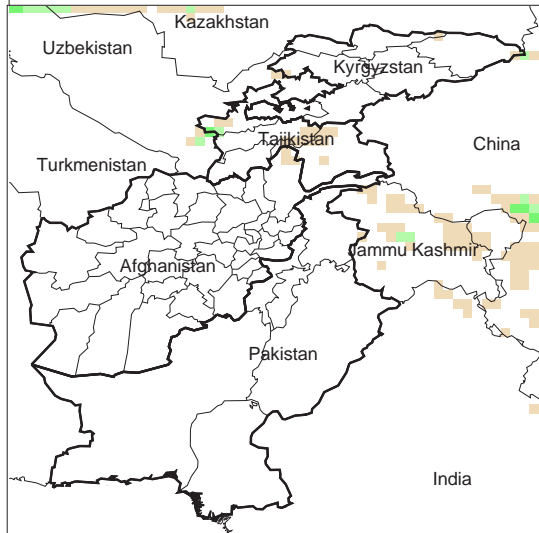 Kazakhstan
Uzbekistan
Kyrgyzstan
Tajikistan
China
Turkmenistan
Jammu Kashmir
Afghanistan
Pakistan
India